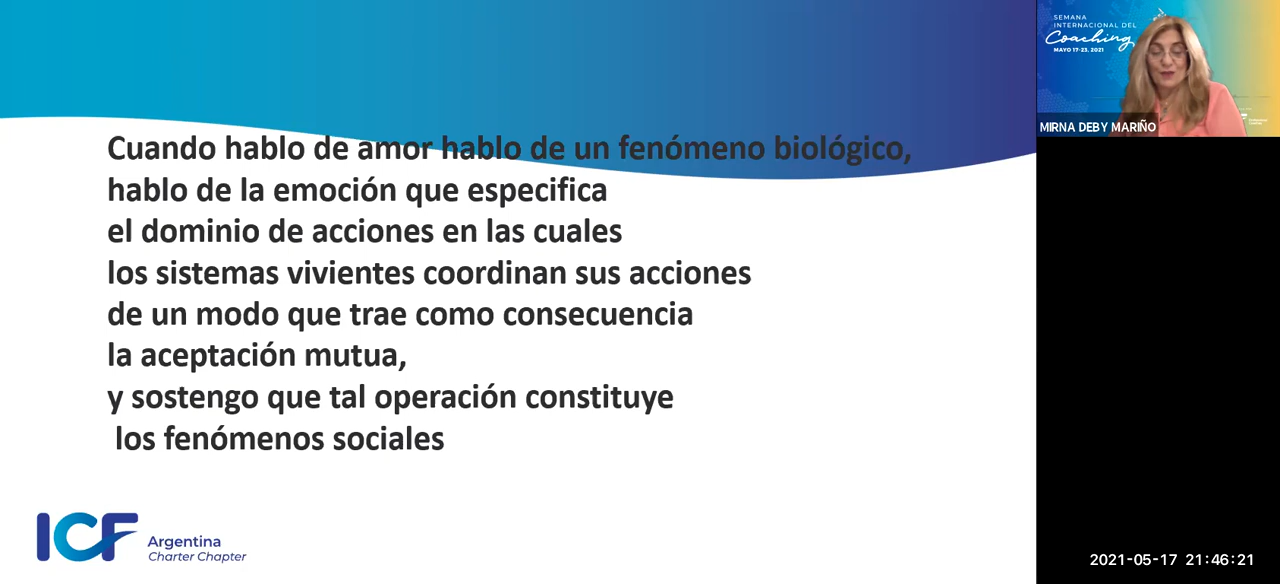 Cuando hablo de amor hablo de un fenómeno biológico,
hablo de la emoción que especifica
el dominio de acciones en las cuales
los sistemas vivientes coordinan sus acciones
de un modo que trae como consecuencia
la aceptación mutua,
y sostengo que tal operación constituye
los fenómenos sociales
ICF
Argentina
Charter Chapter
SEMANA
INTERNACIONAL DEL
Coaching
MAYO 17-23, 2021
MIRNA DEBY MARIÑO
2021-05-17 21:46:21